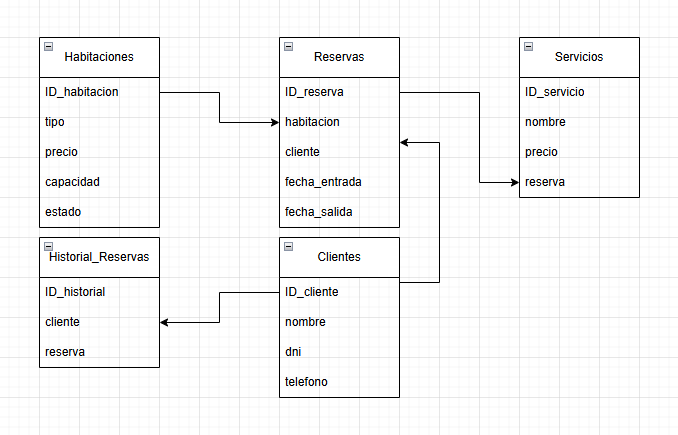 Habitaciones
ID_habitacion
tipo
precio
capacidad
estado
Reservas
ID_reserva
habitacion
cliente
fecha_entrada
fecha_salida
Servicios
ID_servicio
nombre
precio
reserva
Historial_Reservas
ID_historial
cliente
reserva
Clientes
ID_cliente
nombre
dni
telefono